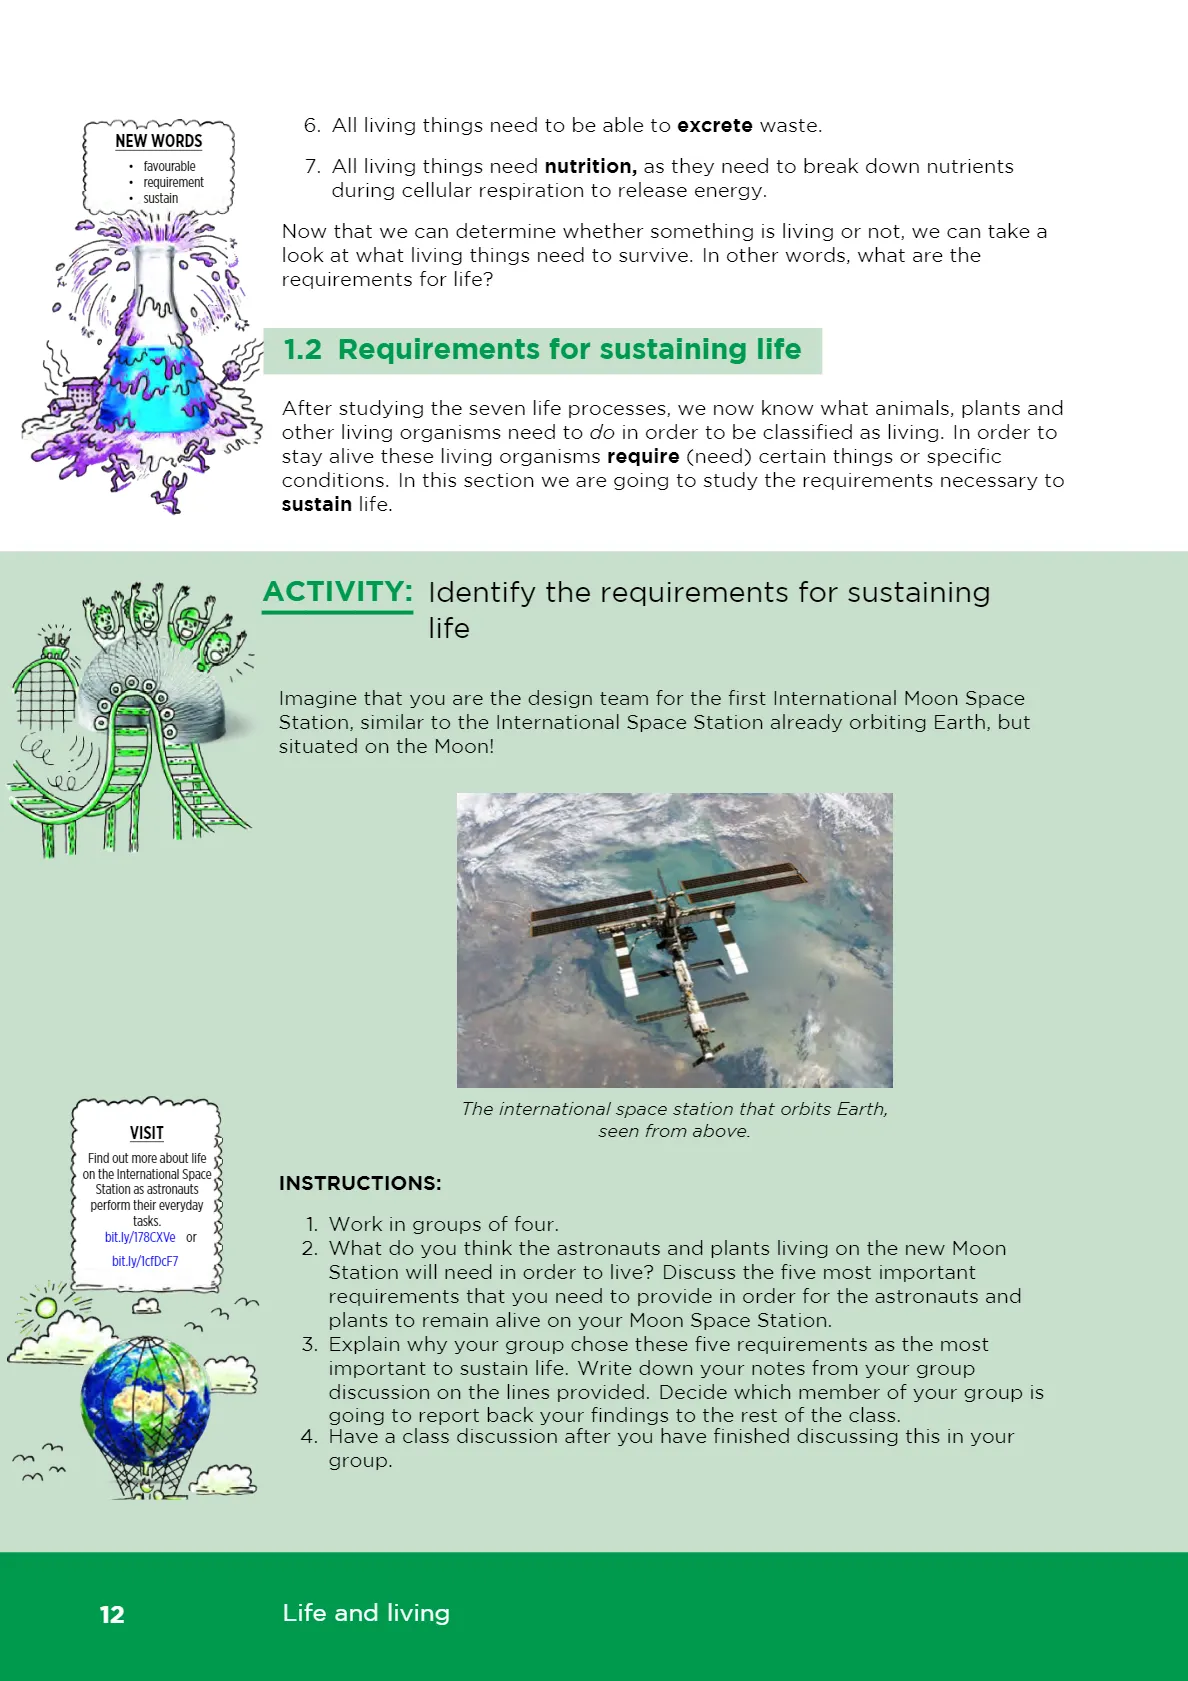 6. All living things need to be able to excrete waste.
7. All living things need nutrition, as they need to break down nutrients
during cellular respiration to release energy.
NEW WORDS
• favourable
• requirement
• sustain
Now that we can determine whether something is living or not, we can take a
look at what living things need to survive. In other words, what are the
requirements for life?
1.2 Requirements for sustaining life
After studying the seven life processes, we now know what animals, plants and
other living organisms need to do in order to be classified as living. In order to
stay alive these living organisms require (need) certain things or specific
conditions. In this section we are going to study the requirements necessary to
sustain life.
ACTIVITY: Identify the requirements for sustaining
life
Imagine that you are the design team for the first International Moon Space
Station, similar to the International Space Station already orbiting Earth, but
situated on the Moon!
The international space station that orbits Earth,
seen from above.
VISIT
Find out more about life
on the International Space
Station as astronauts
perform their everyday
tasks.
bit.ly/178CXVe or
bit.ly/1cfDcF7
INSTRUCTIONS:
1. Work in groups of four.
2. What do you think the astronauts and plants living on the new Moon
Station will need in order to live? Discuss the five most important
requirements that you need to provide in order for the astronauts and
plants to remain alive on your Moon Space Station.
3. Explain why your group chose these five requirements as the most
important to sustain life. Write down your notes from your group
discussion on the lines provided. Decide which member of your group is
going to report back your findings to the rest of the class.
4. Have a class discussion after you have finished discussing this in your
group.
12
Life and living